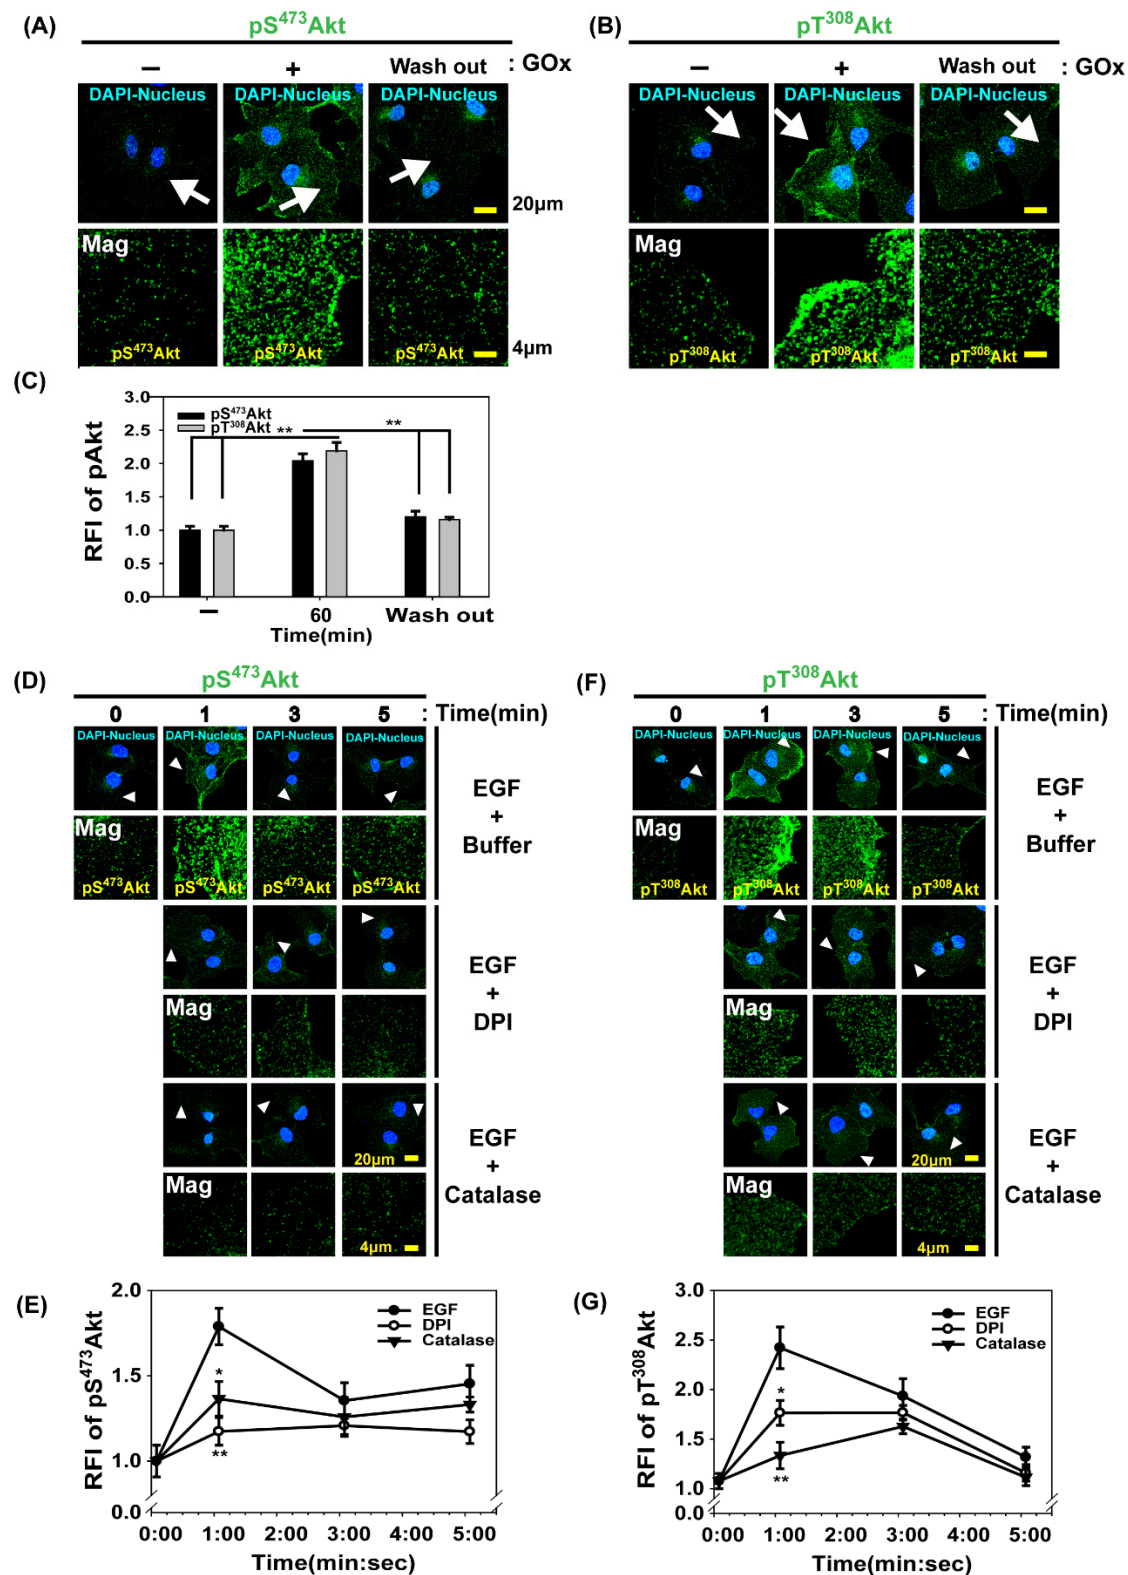 (A) pS473Akt
− + Wash out : GOx
DAPI-Nucleus DAPI-Nucleus DAPI-Nucleus
20μm
Mag
pS473Akt pS473Akt pS473Akt
4μm
(B) pT308Akt
− + Wash out : GOx
DAPI-Nucleus DAPI-Nucleus DAPI-Nucleus
Mag
pT308Akt pT308Akt pT308Akt
(C)
RFI of pAkt
3.0
2.5
2.0
1.5
1.0
0.5
0.0
pS473Akt
pT308Akt
** **
− 60 Wash out
Time(min)
(D) pS473Akt
0 1 3 5 : Time(min)
DAPI-Nucleus DAPI-Nucleus DAPI-Nucleus DAPI-Nucleus
Mag
pS473Akt pS473Akt pS473Akt pS473Akt
EGF
+
Buffer
Mag
EGF
+
DPI
20μm
Mag
4μm
EGF
+
Catalase
(F) pT308Akt
0 1 3 5 : Time(min)
DAPI-Nucleus DAPI-Nucleus DAPI-Nucleus DAPI-Nucleus
Mag
pT308Akt pT308Akt pT308Akt pT308Akt
EGF
+
Buffer
Mag
EGF
+
DPI
20μm
Mag
4μm
EGF
+
Catalase
(E)
RFI of pS473Akt
2.0
1.5
1.0
0.0
EGF
DPI
Catalase
*
**
0:00 1:00 2:00 3:00 4:00 5:00
Time(min:sec)
(G)
RFI of pT308Akt
3.0
2.5
2.0
1.5
1.0
0.0
EGF
DPI
Catalase
*
**
0:00 1:00 2:00 3:00 4:00 5:00
Time(min:sec)